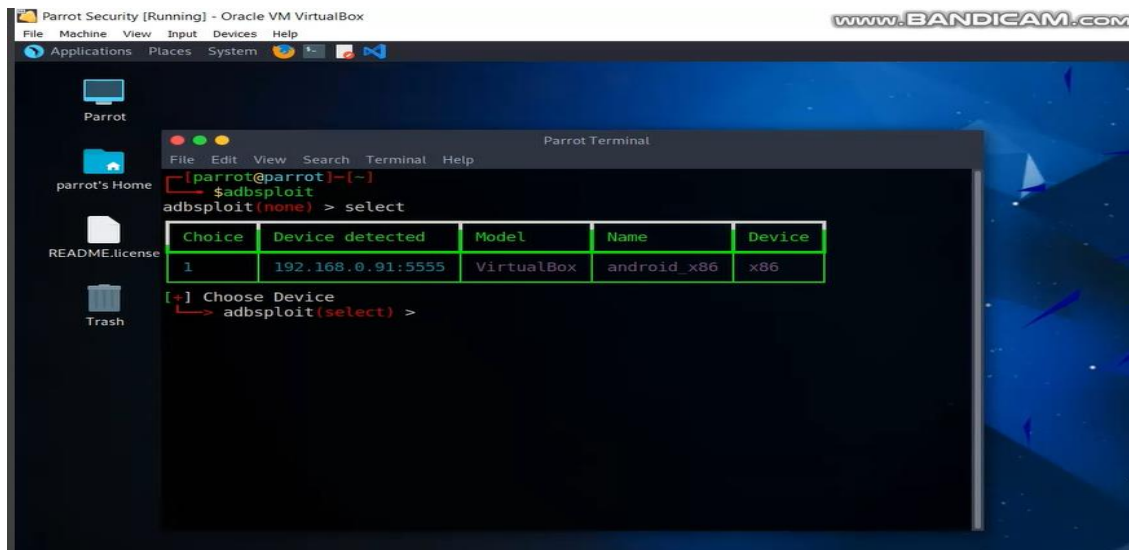 Parrot Security [Running] - Oracle VM VirtualBox
www.BANDICAM.COM
File Machine View Input Devices Help
Applications Places System
Parrot
parrot's Home
README.license
Trash
Parrot Terminal
File Edit View Search Terminal Help
[parrot@parrot]-[~]
$adbsploit
adbsploit(none) > select
Choice Device detected Model Name Device
1 192.168.0.91:5555 VirtualBox android_x86 x86
[+] Choose Device
adbsploit(select) >